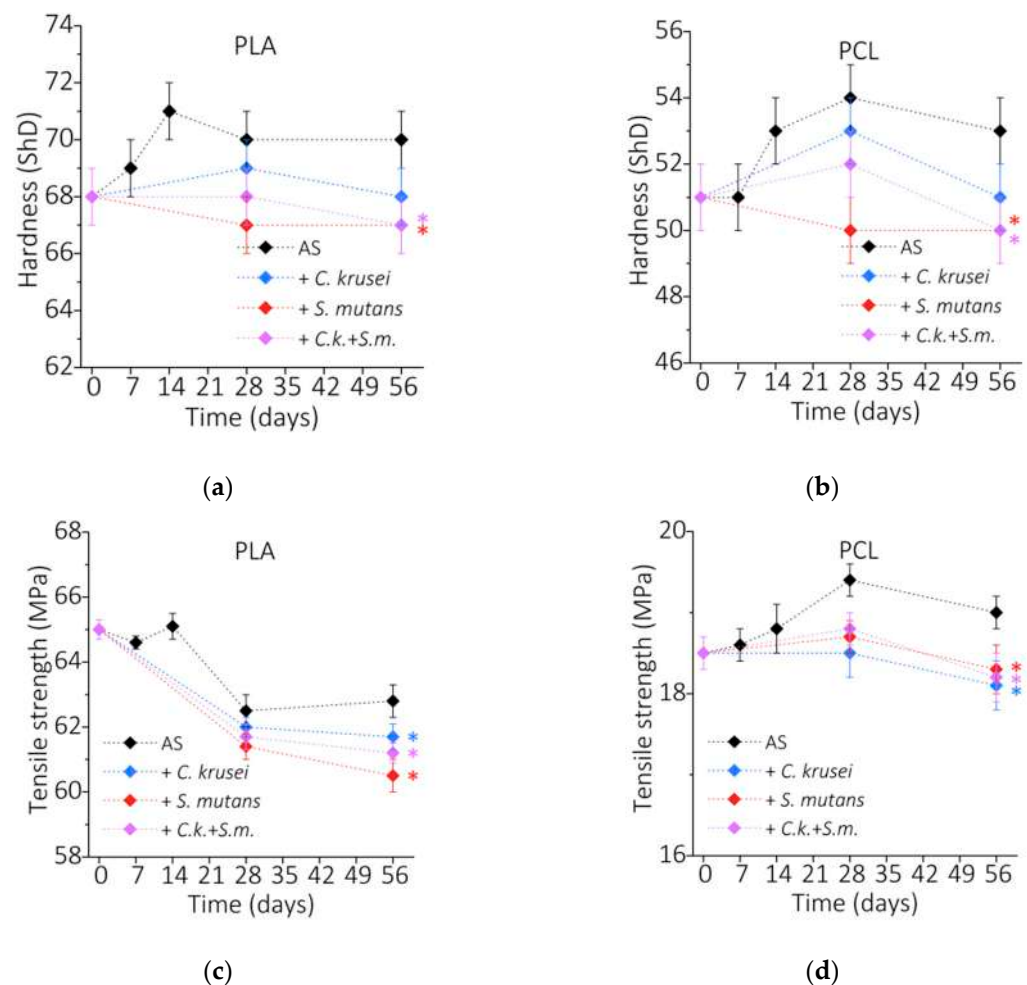 PLA
Hardness (ShD)
74
72
70
68
66
64
62
0 7 14 21 28 35 42 49 56
Time (days)
AS
+ C. krusei
+ S. mutans
+ C.k.+S.m.
*
*
(a)
PCL
Hardness (ShD)
56
54
52
50
48
46
0 7 14 21 28 35 42 49 56
Time (days)
AS
+ C. krusei
+ S. mutans
+ C.k.+S.m.
*
*
(b)
PLA
Tensile strength (MPa)
68
66
64
62
60
58
0 7 14 21 28 35 42 49 56
Time (days)
AS
+ C. krusei
+ S. mutans
+ C.k.+S.m.
*
*
*
(c)
PCL
Tensile strength (MPa)
20
18
16
0 7 14 21 28 35 42 49 56
Time (days)
AS
+ C. krusei
+ S. mutans
+ C.k.+S.m.
*
*
*
(d)